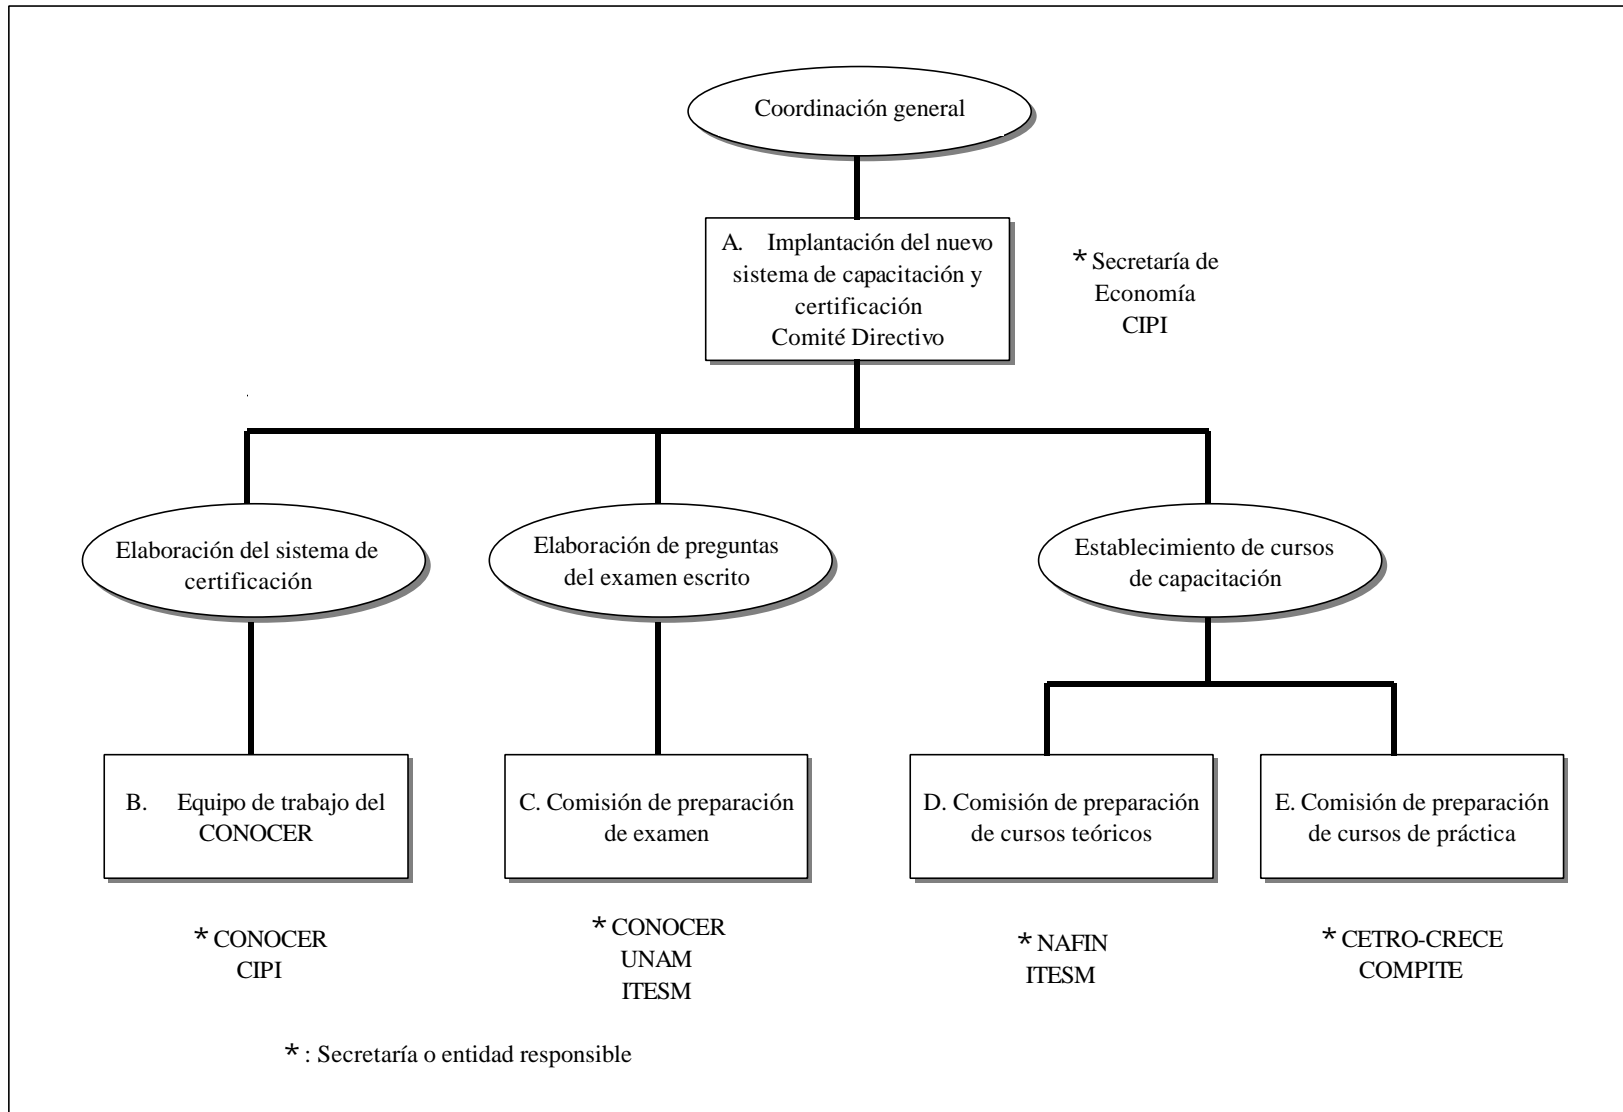 Coordinación general
A. Implantación del nuevo
sistema de capacitación y
certificación
Comité Directivo
* Secretaría de
Economía
CIPI
Elaboración del sistema de
certificación
Elaboración de preguntas
del examen escrito
Establecimiento de cursos
de capacitación
B. Equipo de trabajo del
CONOCER
C. Comisión de preparación
de examen
D. Comisión de preparación
de cursos teóricos
E. Comisión de preparación
de cursos de práctica
* CONOCER
CIPI
* CONOCER
UNAM
ITESM
* NAFIN
ITESM
* CETRO-CRECE
COMPITE
* : Secretaría o entidad responsible